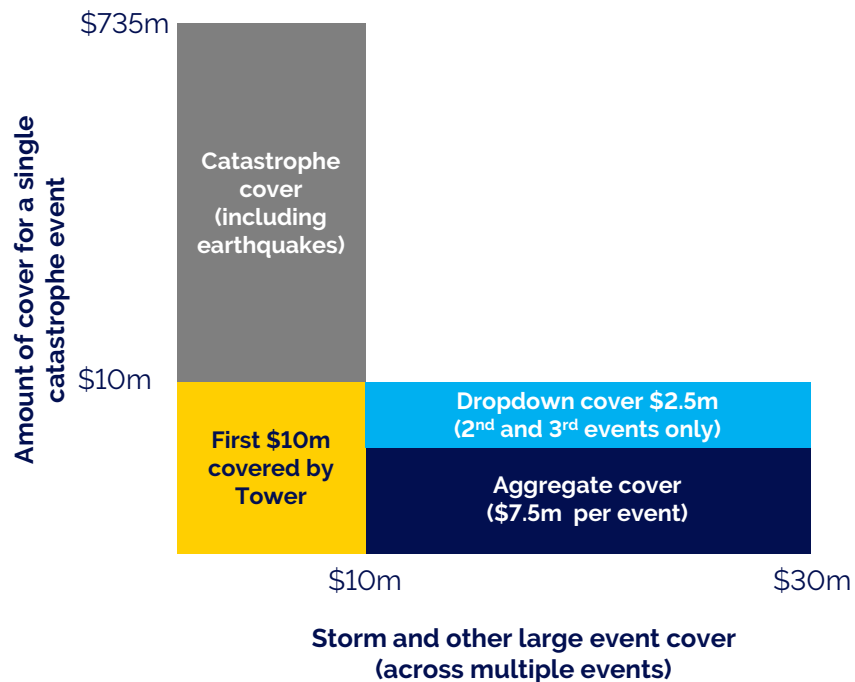 $735m
Amount of cover for a single
catastrophe event
Catastrophe
cover
(including
earthquakes)
$10m
First $10m
covered by
Tower
Dropdown cover $2.5m
(2nd and 3rd events only)
Aggregate cover
($7.5m per event)
$10m
$30m
Storm and other large event cover
(across multiple events)